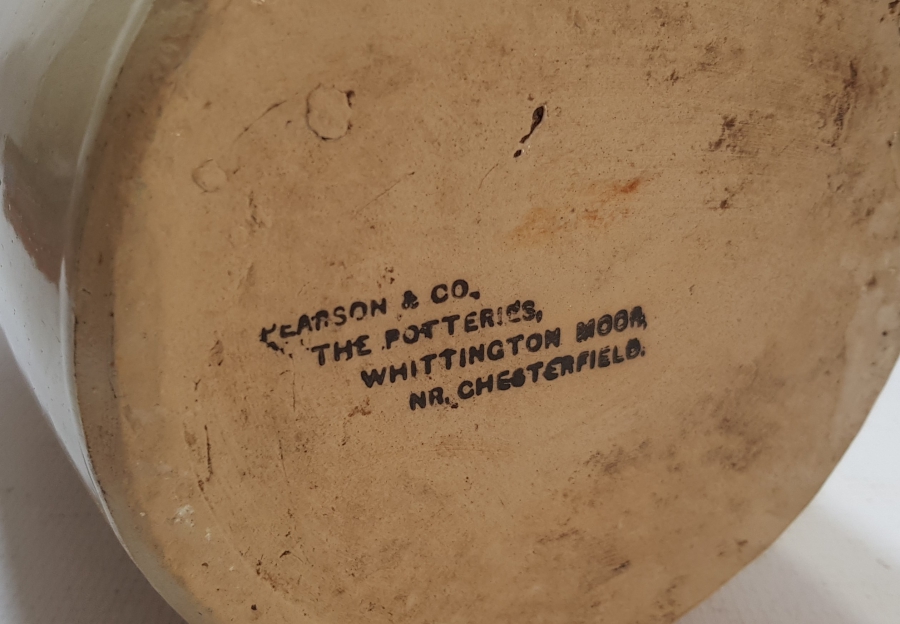 PEARSON & CO.,
THE POTTERIES,
WHITTINGTON MOOR,
NR. CHESTERFIELD.